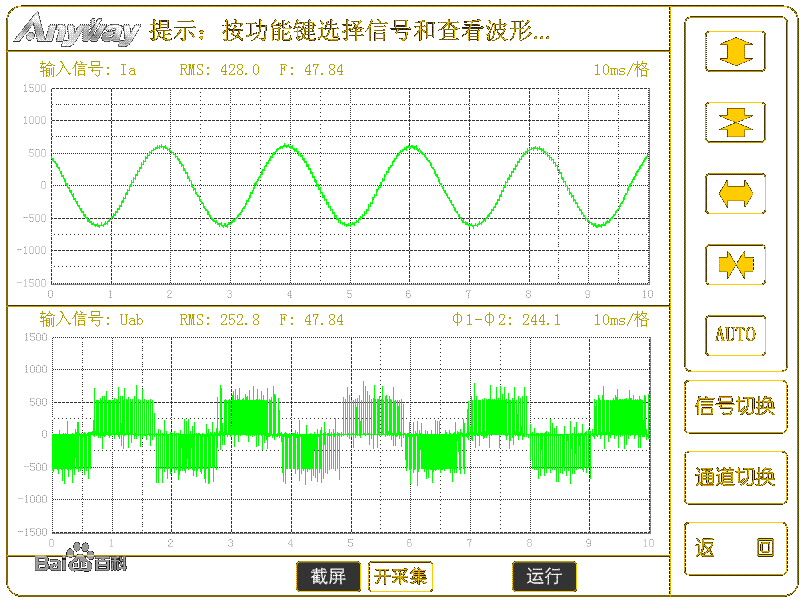 Anyway 提示：按功能键选择信号和查看波形...
输入信号: Ia RMS: 428.0 F: 47.84 10ms/格
1500
1000
500
0
-500
-1000
-1500
0 1 2 3 4 5 6 7 8 9 10
输入信号: Uab RMS: 252.8 F: 47.84 Φ1-Φ2: 244.1 10ms/格
1500
1000
500
0
-500
-1000
-1500
0 1 2 3 4 5 6 7 8 9 10
Baidu百科
截屏 开采集 运行
AUTO
信号切换
通道切换
返 回